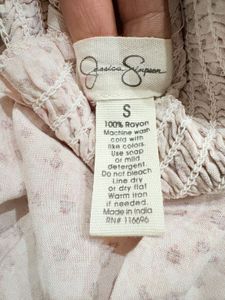 Jessica Simpson
S
100% Rayon
Machine wash
cold with
like colors.
Use soap
or mild
detergent.
Do not bleach
Line dry
or dry flat
Warm iron
if needed.
Made in India
RN# 116696